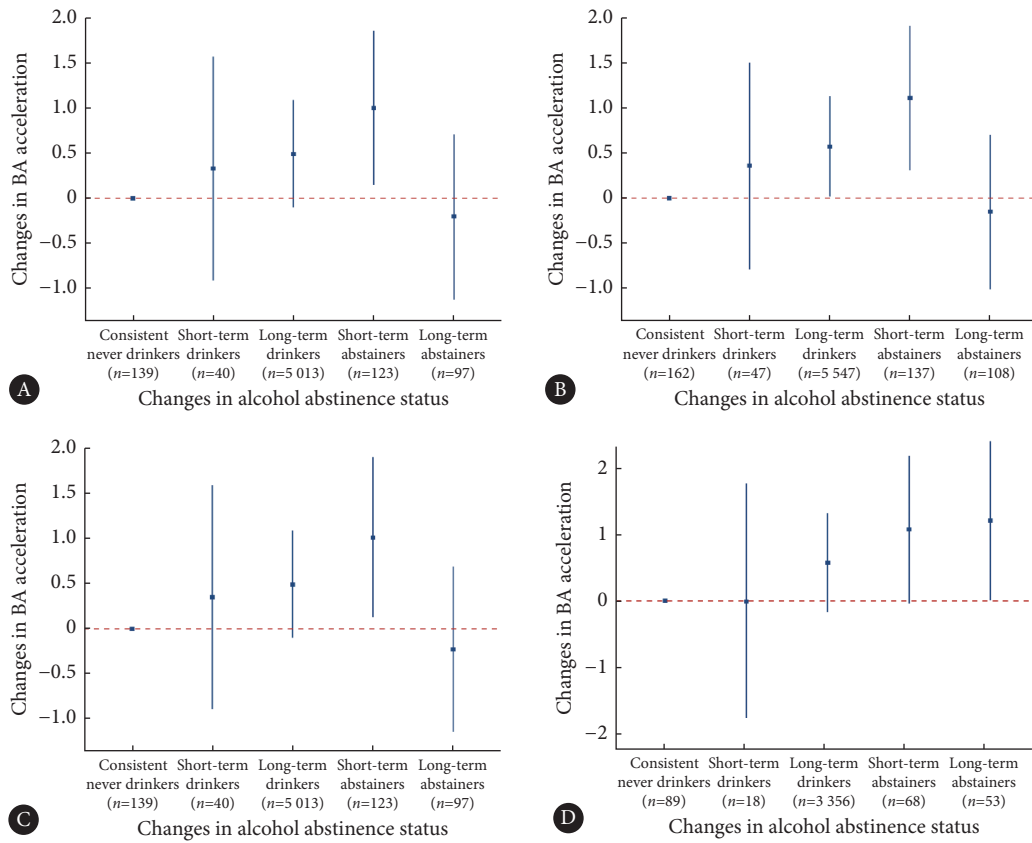 2.0
1.5
1.0
0.5
0
−0.5
−1.0
Changes in BA acceleration
Consistent never drinkers (n=139)
Short-term drinkers (n=40)
Long-term drinkers (n=5 013)
Short-term abstainers (n=123)
Long-term abstainers (n=97)
A
Changes in alcohol abstinence status
2.0
1.5
1.0
0.5
0
−0.5
−1.0
Changes in BA acceleration
Consistent never drinkers (n=162)
Short-term drinkers (n=47)
Long-term drinkers (n=5 547)
Short-term abstainers (n=137)
Long-term abstainers (n=108)
B
Changes in alcohol abstinence status
2.0
1.5
1.0
0.5
0
−0.5
−1.0
Changes in BA acceleration
Consistent never drinkers (n=139)
Short-term drinkers (n=40)
Long-term drinkers (n=5 013)
Short-term abstainers (n=123)
Long-term abstainers (n=97)
C
Changes in alcohol abstinence status
2
1
0
−1
−2
Changes in BA acceleration
Consistent never drinkers (n=89)
Short-term drinkers (n=18)
Long-term drinkers (n=3 356)
Short-term abstainers (n=68)
Long-term abstainers (n=53)
D
Changes in alcohol abstinence status